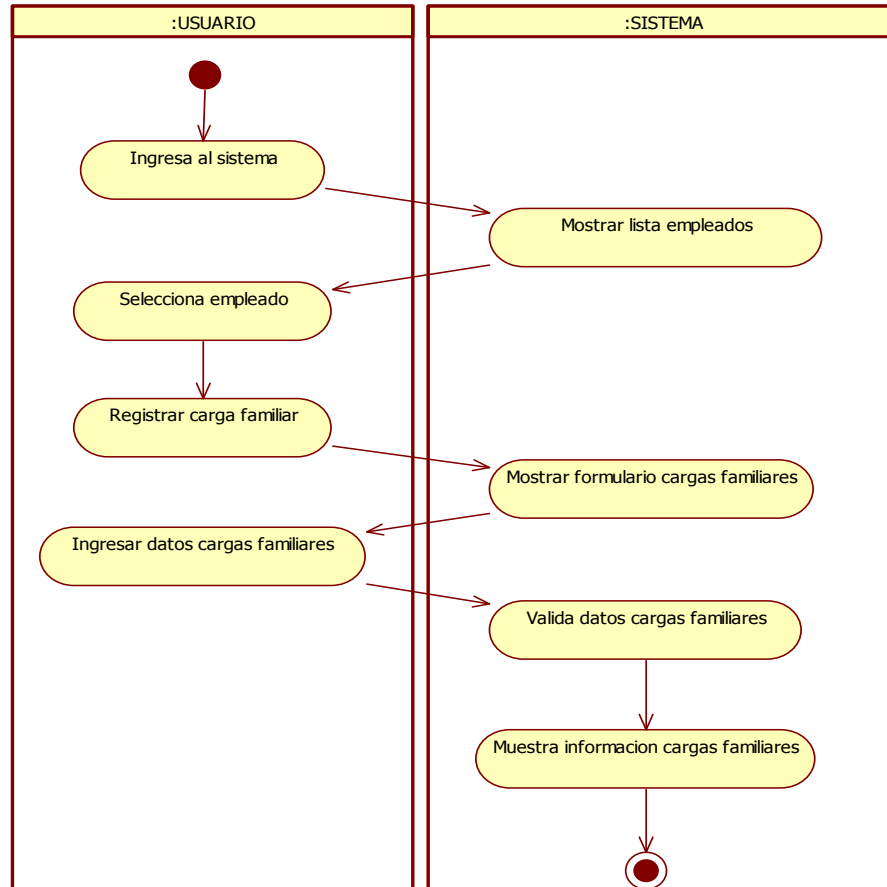 :USUARIO
:SISTEMA
Ingresa al sistema
Mostrar lista empleados
Selecciona empleado
Registrar carga familiar
Mostrar formulario cargas familiares
Ingresar datos cargas familiares
Valida datos cargas familiares
Muestra informacion cargas familiares